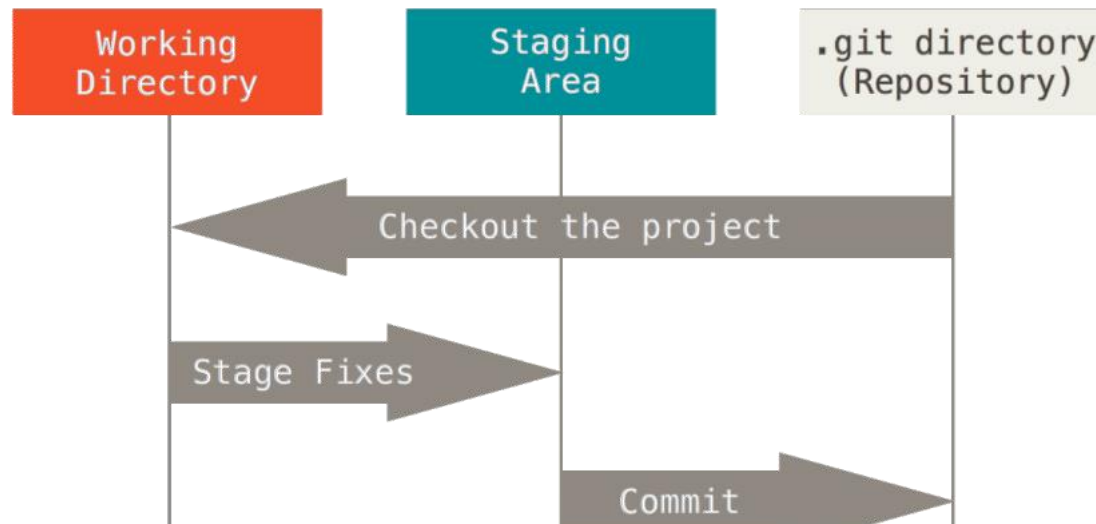 Working
Directory
Staging
Area
.git directory
(Repository)
Checkout the project
Stage Fixes
Commit